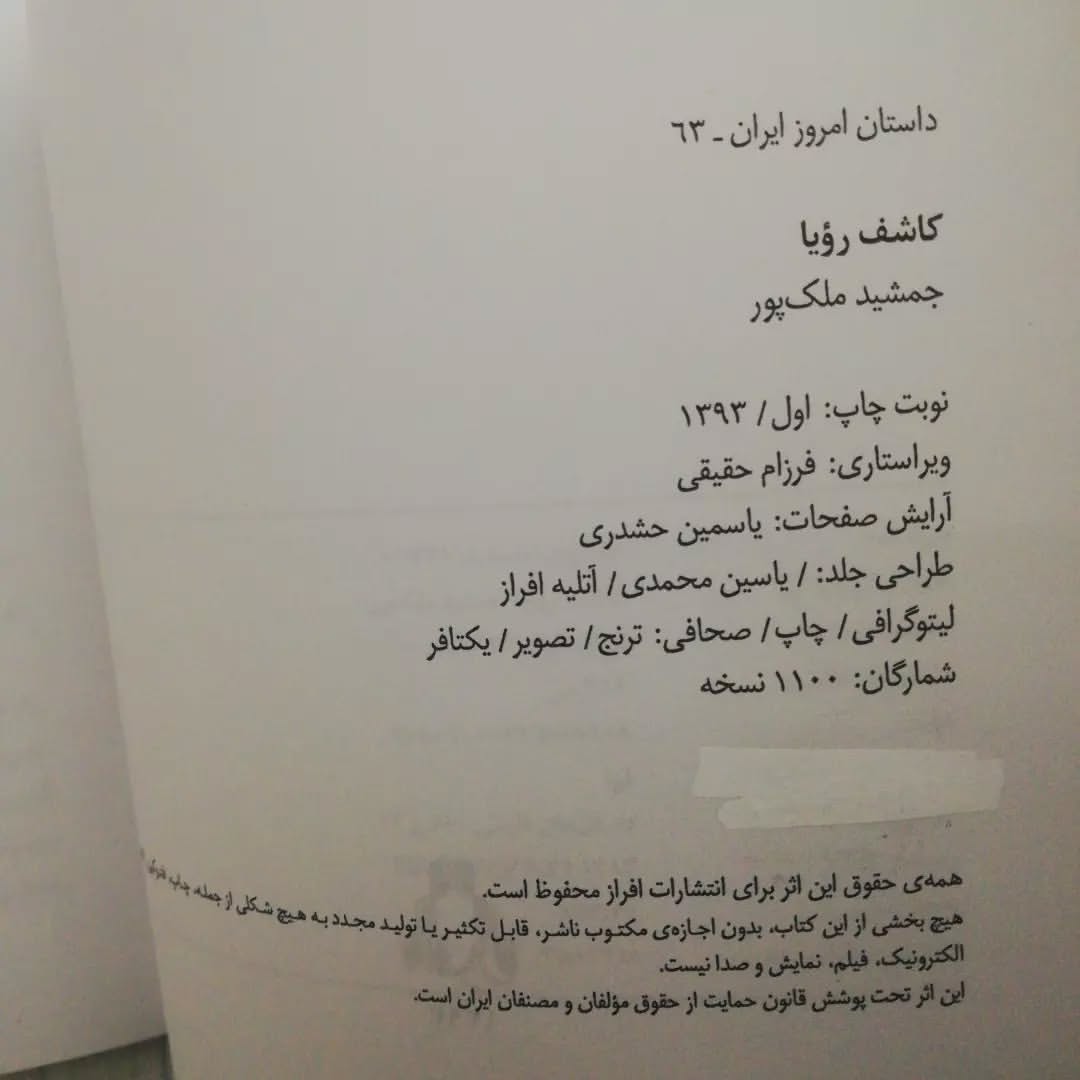 داستان امروز ایران ـ ٦٣
کاشف رؤیا
جمشید ملک‌پور
نوبت چاپ: اول/ ۱۳۹۳
ویراستاری: فرزام حقیقی
آرایش صفحات: یاسمین حشدری
طراحی جلد: / یاسین محمدی/ آتلیه افراز
لیتوگرافی/ چاپ/ صحافی: ترنج/ تصویر/ یکتافر
شمارگان: ۱۱۰۰ نسخه
همه‌ی حقوق این اثر برای انتشارات افراز محفوظ است.
هیچ بخشی از این کتاب، بدون اجازه‌ی مکتوب ناشر، قابل تکثیر یا تولید مجدد به هیچ شکلی از جمله، چاپ،
الکترونیک، فیلم، نمایش و صدا نیست.
این اثر تحت پوشش قانون حمایت از حقوق مؤلفان و مصنفان ایران است.